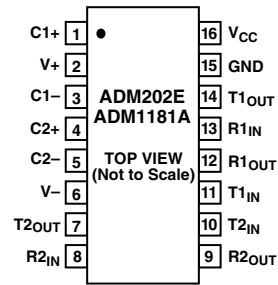 C1+ 1 16 VCC
V+ 2 15 GND
C1– 3 ADM202E 14 T1OUT
C2+ 4 ADM1181A 13 R1IN
C2– 5 TOP VIEW 12 R1OUT
V– 6 (Not to Scale) 11 T1IN
T2OUT 7 10 T2IN
R2IN 8 9 R2OUT